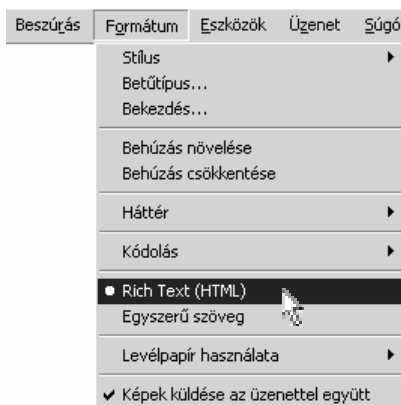 Beszúrás Formátum Eszközök Üzenet Súgó
Stílus
Betűtípus...
Bekezdés...
Behúzás növelése
Behúzás csökkentése
Háttér
Kódolás
Rich Text (HTML)
Egyszerű szöveg
Levélpapír használata
Képek küldése az üzenettel együtt